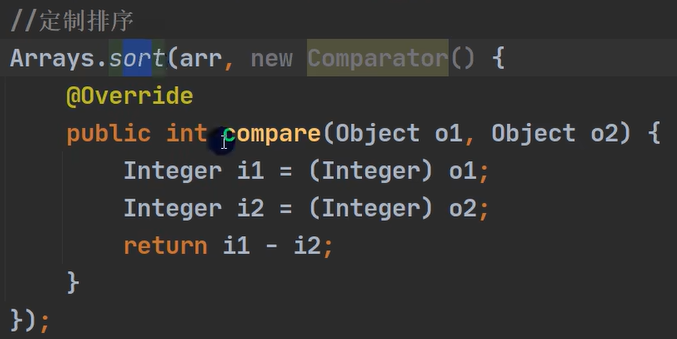 //定制排序
Arrays.sort(arr, new Comparator() {
@Override
public int compare(Object o1, Object o2) {
Integer i1 = (Integer) o1;
Integer i2 = (Integer) o2;
return i1 - i2;
}
});